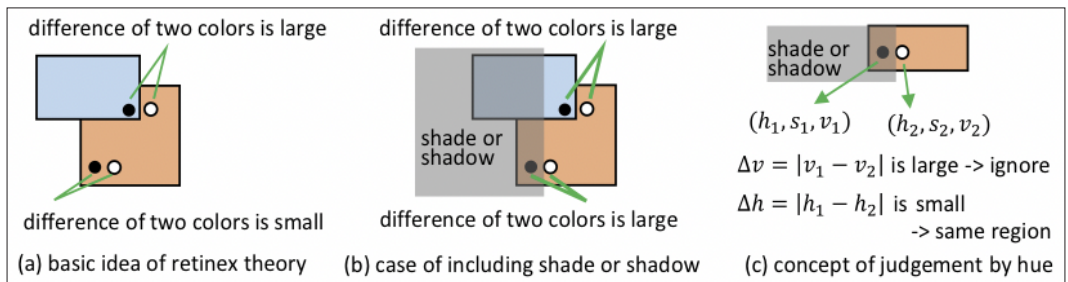 difference of two colors is large
difference of two colors is small
(a) basic idea of retinex theory
difference of two colors is large
shade or
shadow
difference of two colors is large
(b) case of including shade or shadow
shade or
shadow
(h₁, s₁, v₁) (h₂, s₂, v₂)
Δv = |v₁ − v₂| is large -> ignore
Δh = |h₁ − h₂| is small
-> same region
(c) concept of judgement by hue